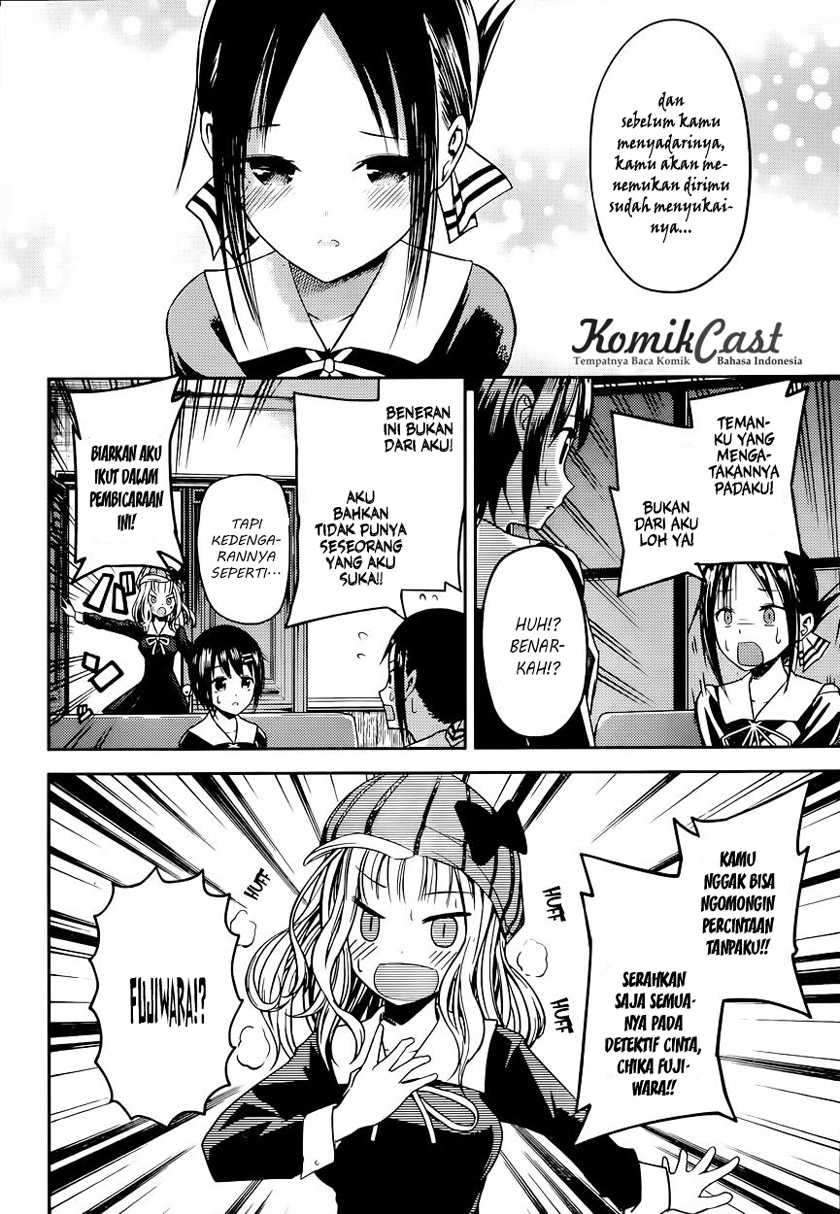 dan
sebelum kamu
menyadarinya,
kamu akan me-
nemukan dirimu
sudah menyukai-
nya...
KomikCast
Tempatnya Baca Komik Bahasa Indonesia
TEMAN-
KU YANG
MENGA-
TAKANNYA
PADAKU!
BUKAN
DARI AKU
LOH YA!
HUH!?
BENAR-
KAH!?
BENERAN
INI BUKAN
DARI AKU!
AKU
BAHKAN
TIDAK PUNYA
SESEORANG
YANG AKU
SUKA!!
TAPI
KEDENGA-
RANNYA
SEPERTI...
BIARKAN AKU
IKUT DALAM
PEMBICARAAN
INI!
KAMU
NGGAK BISA
NGOMONGIN
PERCINTAAN
TANPAKU!!
SERAHKAN
SAJA SEMUA-
NYA PADA
DETEKTIF CINTA,
CHIKA FUJI-
WARA!!
HUFF
HUFF
HUFF
HUFF
FUJIWARA!?